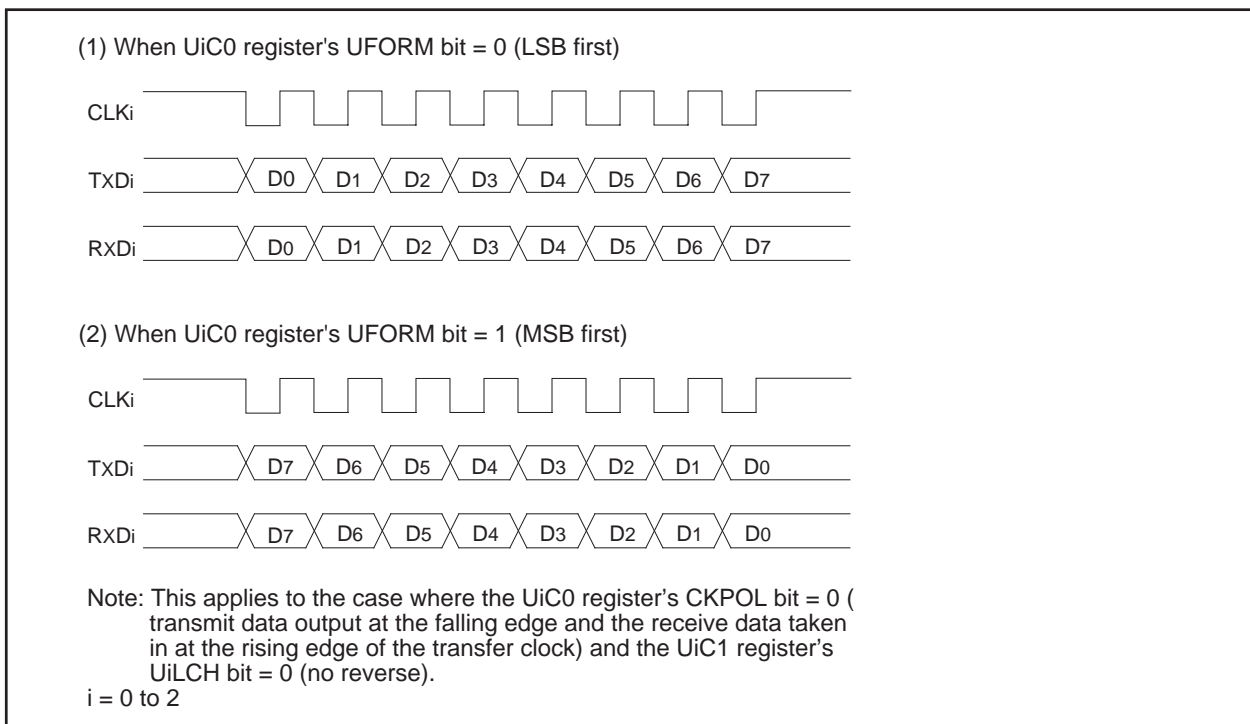 (1) When UiC0 register's UFORM bit = 0 (LSB first)
CLKi
TXDi D0 D1 D2 D3 D4 D5 D6 D7
RXDi D0 D1 D2 D3 D4 D5 D6 D7
(2) When UiC0 register's UFORM bit = 1 (MSB first)
CLKi
TXDi D7 D6 D5 D4 D3 D2 D1 D0
RXDi D7 D6 D5 D4 D3 D2 D1 D0
Note: This applies to the case where the UiC0 register’s CKPOL bit = 0 (
transmit data output at the falling edge and the receive data taken
in at the rising edge of the transfer clock) and the UiC1 register’s
UiLCH bit = 0 (no reverse).
i = 0 to 2